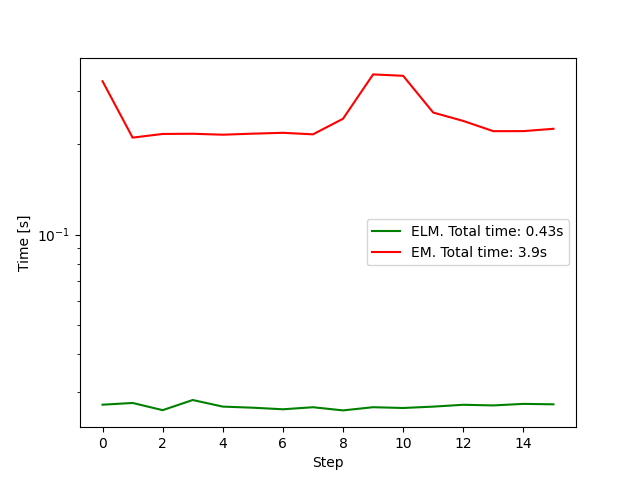 Time [s]
10⁻¹
ELM. Total time: 0.43s
EM. Total time: 3.9s
0 2 4 6 8 10 12 14
Step